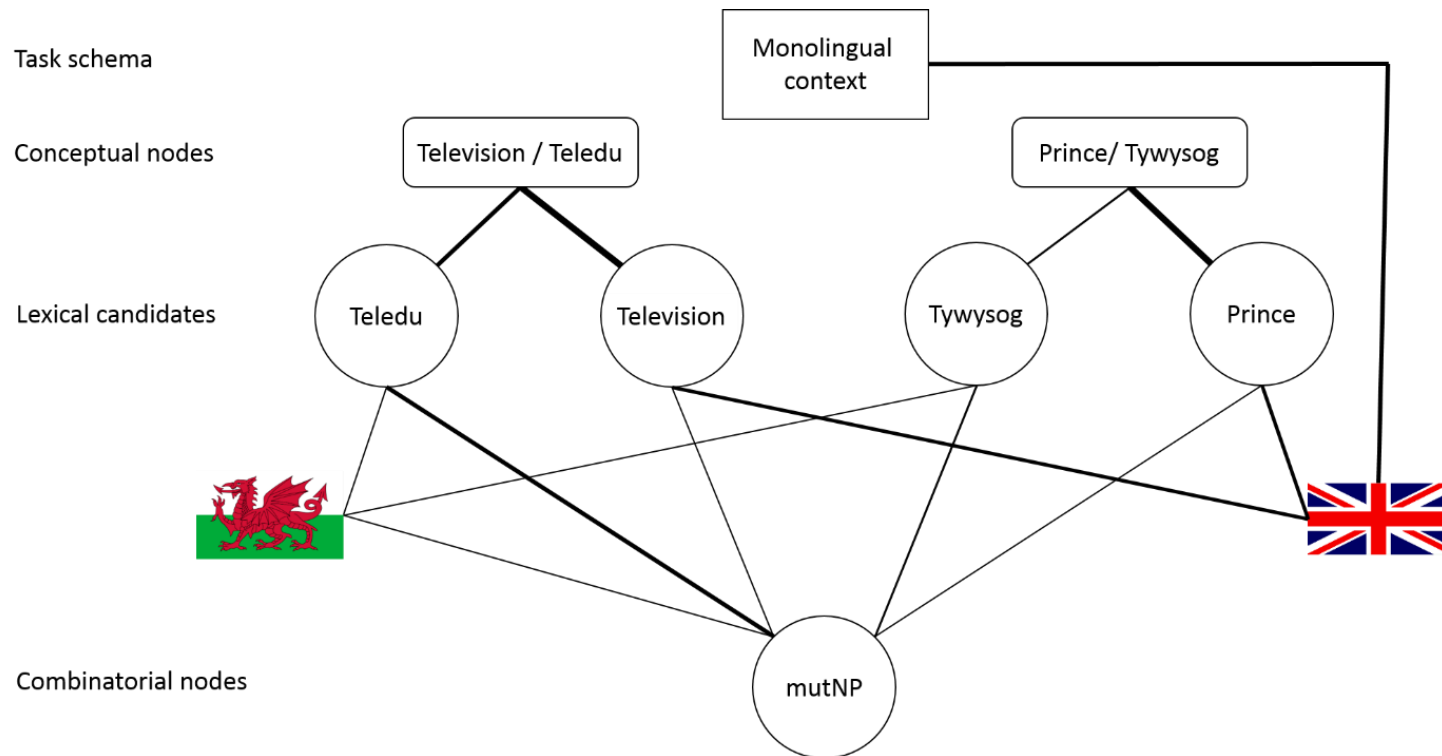 Task schema
Monolingual
context
Conceptual nodes
Television / Teledu
Prince/ Tywysog
Lexical candidates
Teledu
Television
Tywysog
Prince
Combinatorial nodes
mutNP